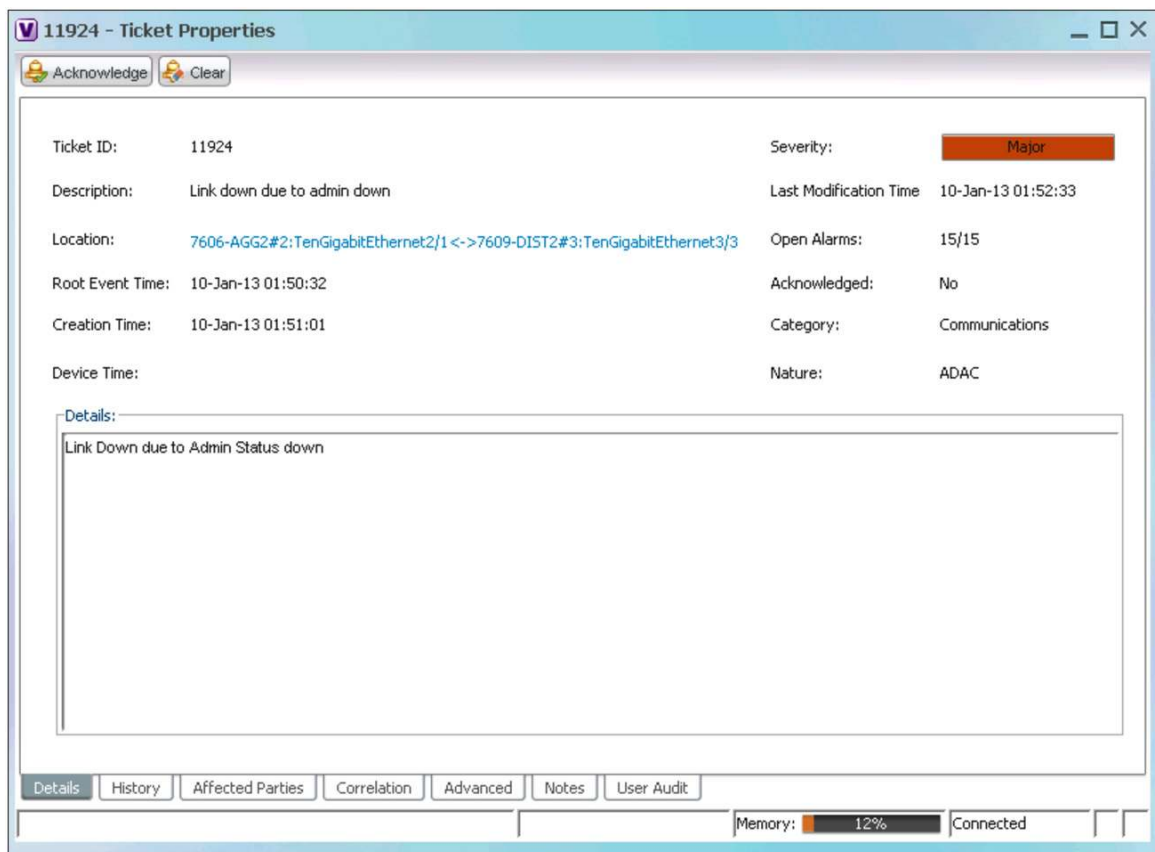 V 11924 - Ticket Properties
Acknowledge Clear
Ticket ID: 11924 Severity: Major
Description: Link down due to admin down Last Modification Time 10-Jan-13 01:52:33
Location: 7606-AGG2#2:TenGigabitEthernet2/1<->7609-DIST2#3:TenGigabitEthernet3/3 Open Alarms: 15/15
Root Event Time: 10-Jan-13 01:50:32 Acknowledged: No
Creation Time: 10-Jan-13 01:51:01 Category: Communications
Device Time: Nature: ADAC
Details:
Link Down due to Admin Status down
Details History Affected Parties Correlation Advanced Notes User Audit
Memory: 12% Connected